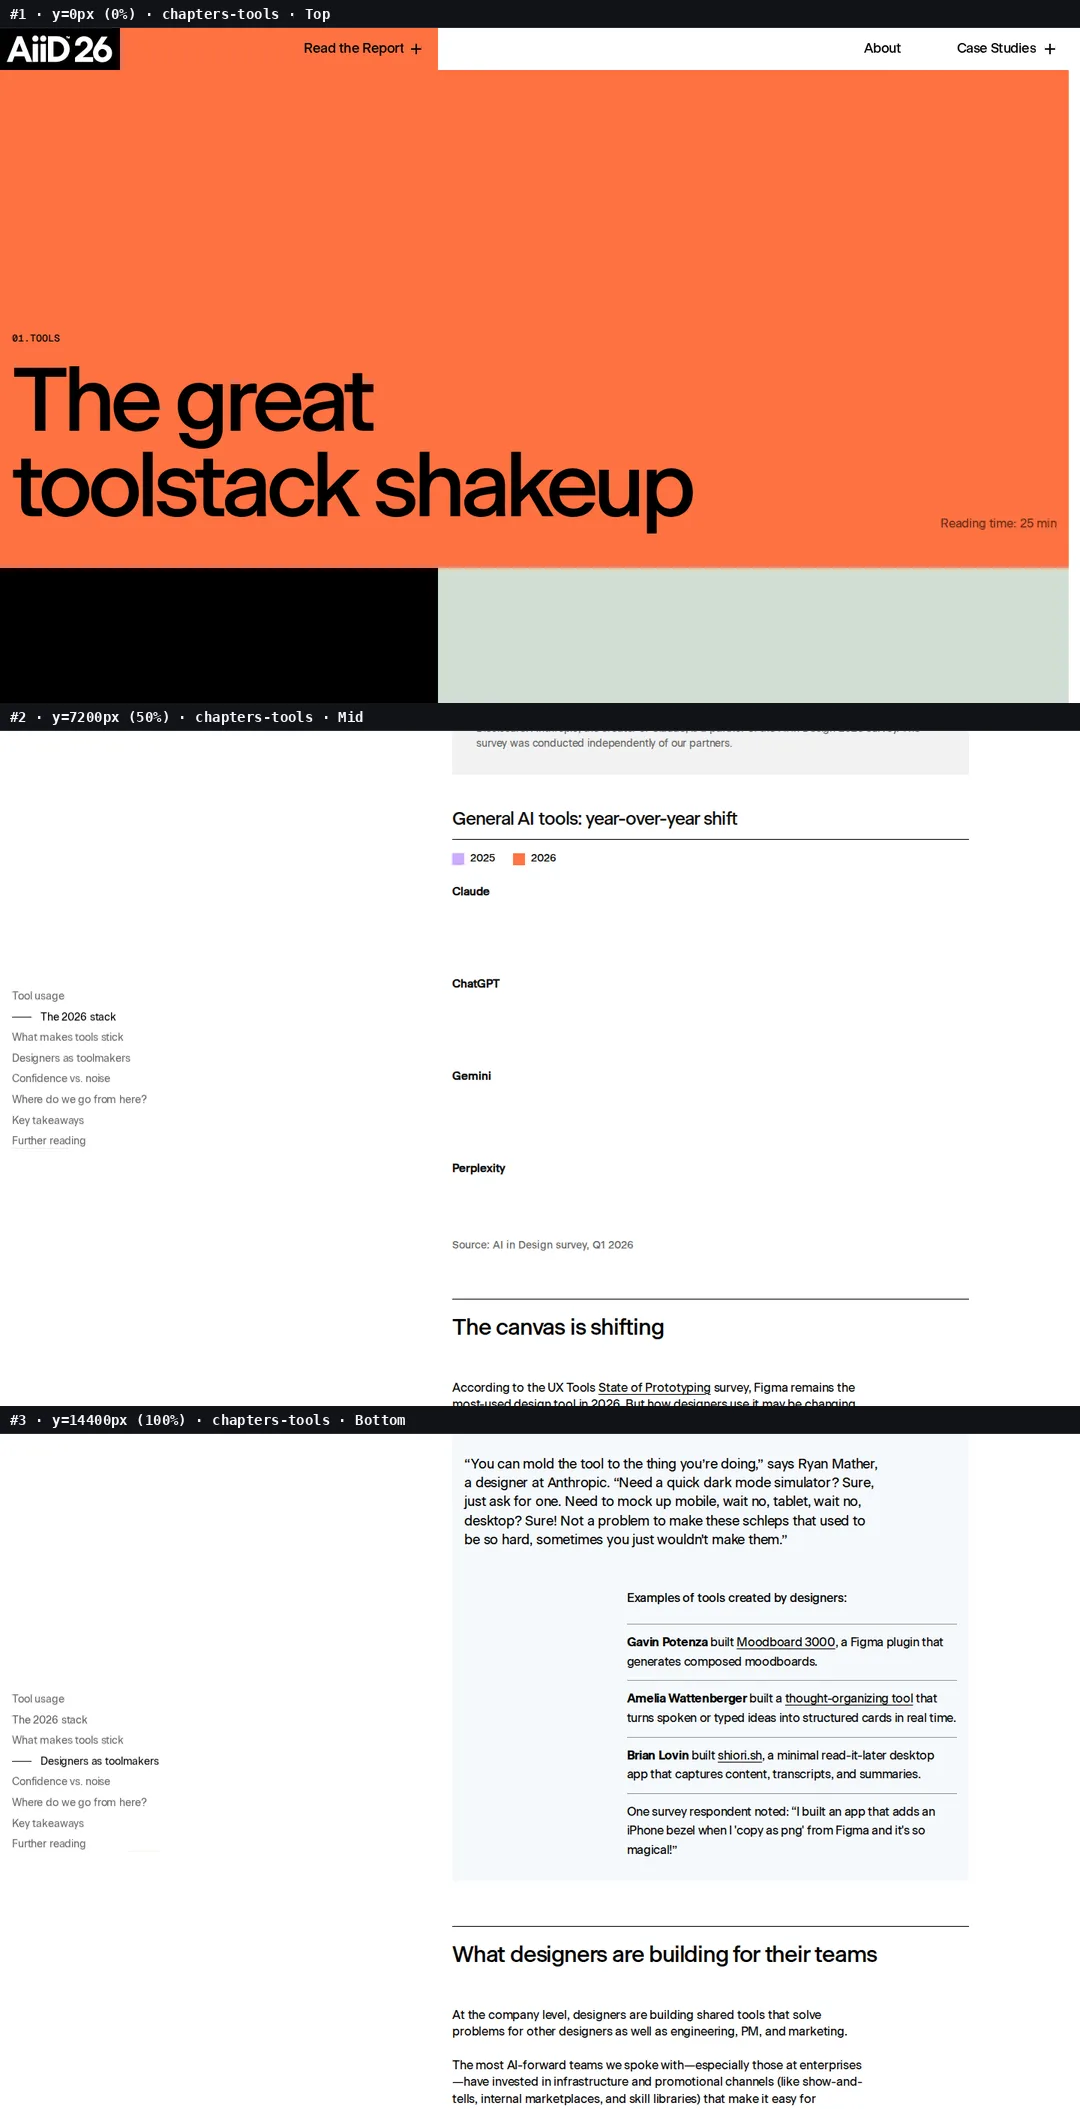 #1 · y=0px (0%) · chapters-tools · Top
AiiD 26
Read the Report +
About
Case Studies +
01.TOOLS
The great
toolstack shakeup
Reading time: 25 min
#2 · y=7200px (50%) · chapters-tools · Mid
survey was conducted independently of our partners.
General AI tools: year-over-year shift
2025
2026
Claude
ChatGPT
Gemini
Perplexity
Source: AI in Design survey, Q1 2026
Tool usage
The 2026 stack
What makes tools stick
Designers as toolmakers
Confidence vs. noise
Where do we go from here?
Key takeaways
Further reading
The canvas is shifting
According to the UX Tools State of Prototyping survey, Figma remains the
most-used design tool in 2026. But how designers use it may be changing
#3 · y=14400px (100%) · chapters-tools · Bottom
“You can mold the tool to the thing you’re doing,” says Ryan Mather,
a designer at Anthropic. “Need a quick dark mode simulator? Sure,
just ask for one. Need to mock up mobile, wait no, tablet, wait no,
desktop? Sure! Not a problem to make these schleps that used to
be so hard, sometimes you just wouldn't make them.”
Examples of tools created by designers:
Gavin Potenza built Moodboard 3000, a Figma plugin that
generates composed moodboards.
Amelia Wattenberger built a thought-organizing tool that
turns spoken or typed ideas into structured cards in real time.
Brian Lovin built shiori.sh, a minimal read-it-later desktop
app that captures content, transcripts, and summaries.
One survey respondent noted: “I built an app that adds an
iPhone bezel when I 'copy as png' from Figma and it's so
magical!”
Tool usage
The 2026 stack
What makes tools stick
Designers as toolmakers
Confidence vs. noise
Where do we go from here?
Key takeaways
Further reading
What designers are building for their teams
At the company level, designers are building shared tools that solve
problems for other designers as well as engineering, PM, and marketing.
The most AI-forward teams we spoke with—especially those at enterprises
—have invested in infrastructure and promotional channels (like show-and-
tells, internal marketplaces, and skill libraries) that make it easy for